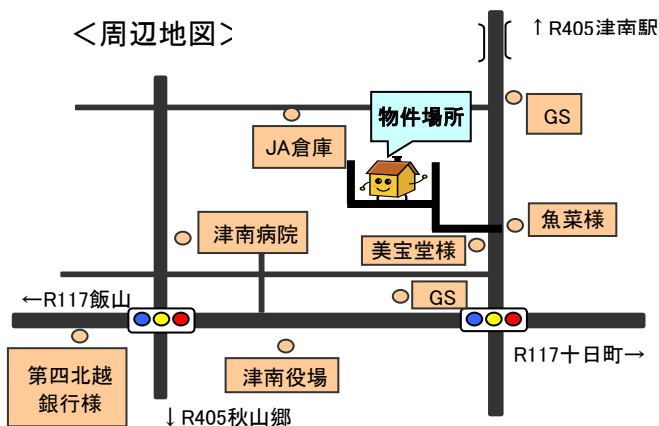 ＜周辺地図＞
↑R405津南駅
物件場所
GS
JA倉庫
魚菜様
津南病院
美宝堂様
←R117飯山
GS
R117十日町→
第四北越
銀行様
津南役場
↓R405秋山郷